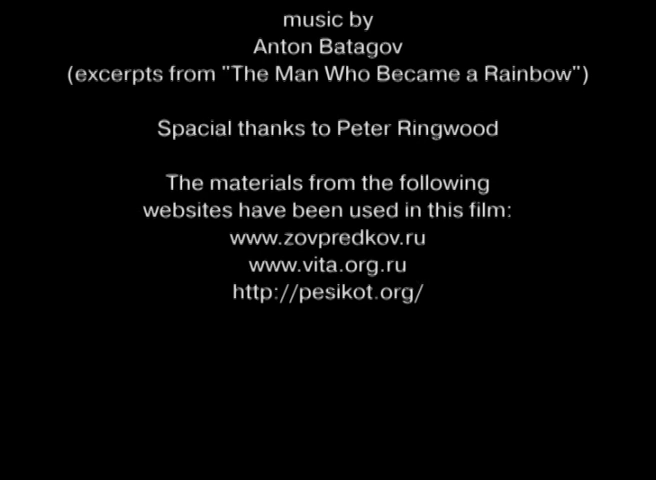 music by
Anton Batagov
(excerpts from "The Man Who Became a Rainbow")
Spacial thanks to Peter Ringwood
The materials from the following
websites have been used in this film:
www.zovpredkov.ru
www.vita.org.ru
http://pesikot.org/